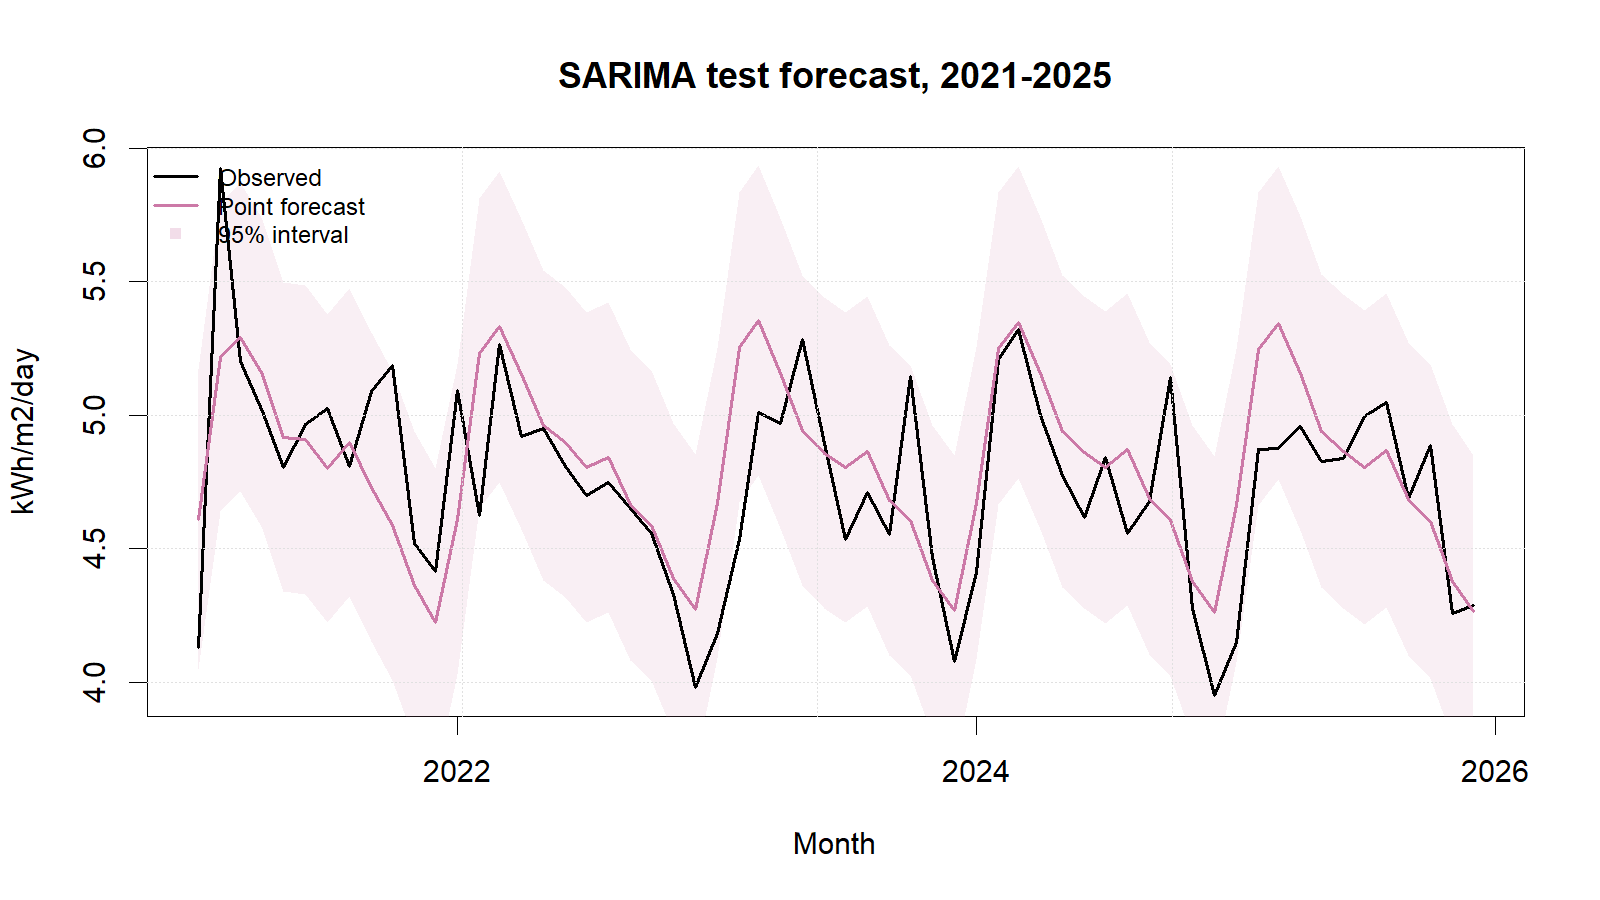 SARIMA test forecast, 2021-2025
6.0
5.5
5.0
4.5
4.0
kWh/m2/day
Observed
Point forecast
95% interval
2022
2024
2026
Month